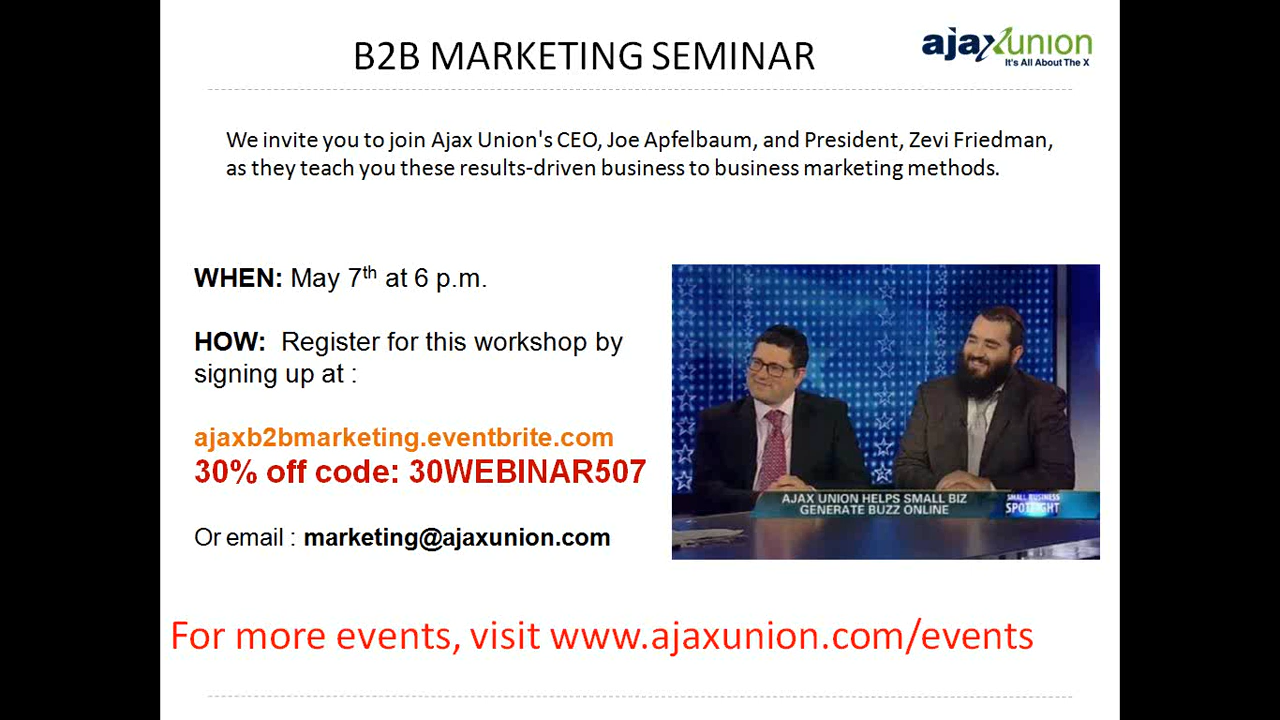 B2B MARKETING SEMINAR
ajaxunion
It's All About The X
We invite you to join Ajax Union's CEO, Joe Apfelbaum, and President, Zevi Friedman,
as they teach you these results-driven business to business marketing methods.
WHEN: May 7th at 6 p.m.
HOW: Register for this workshop by
signing up at :
ajaxb2bmarketing.eventbrite.com
30% off code: 30WEBINAR507
Or email : marketing@ajaxunion.com
AJAX UNION HELPS SMALL BIZ
GENERATE BUZZ ONLINE
SMALL BUSINESS
SPOTLIGHT
For more events, visit www.ajaxunion.com/events